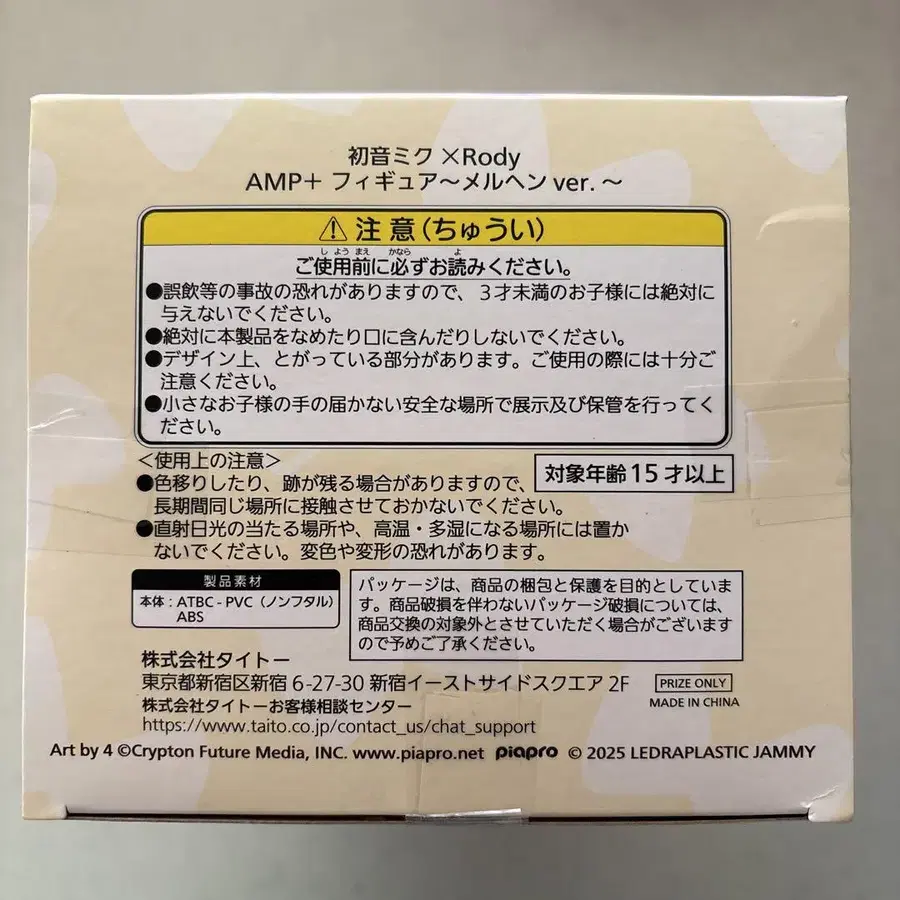 初音ミク×Rody
AMP+ フィギュア～メルヘン ver. ～
⚠ 注意(ちゅうい)
し よう まえ かなら よ
ご使用前に必ずお読みください。
●誤飲等の事故の恐れがありますので、３才未満のお子様には絶対に
与えないでください。
●絶対に本製品をなめたり口に含んだりしないでください。
●デザイン上、とがっている部分があります。ご使用の際には十分ご
注意ください。
●小さなお子様の手の届かない安全な場所で展示及び保管を行ってく
ださい。
＜使用上の注意＞
●色移りしたり、跡が残る場合がありますので、
長期間同じ場所に接触させておかないでください。
対象年齢15才以上
●直射日光の当たる場所や、高温・多湿になる場所には置か
ないでください。変色や変形の恐れがあります。
製品素材
本体：ATBC-PVC（ノンフタル）
ABS
パッケージは、商品の梱包と保護を目的としていま
す。商品破損を伴わないパッケージ破損については、
商品交換の対象外とさせていただく場合がございます
ので予めご了承ください。
株式会社タイトー
東京都新宿区新宿 6-27-30 新宿イーストサイドスクエア 2F
株式会社タイトーお客様相談センター
https://www.taito.co.jp/contact_us/chat_support
PRIZE ONLY
MADE IN CHINA
Art by 4 ©Crypton Future Media, INC. www.piapro.net piapro © 2025 LEDRAPLASTIC JAMMY